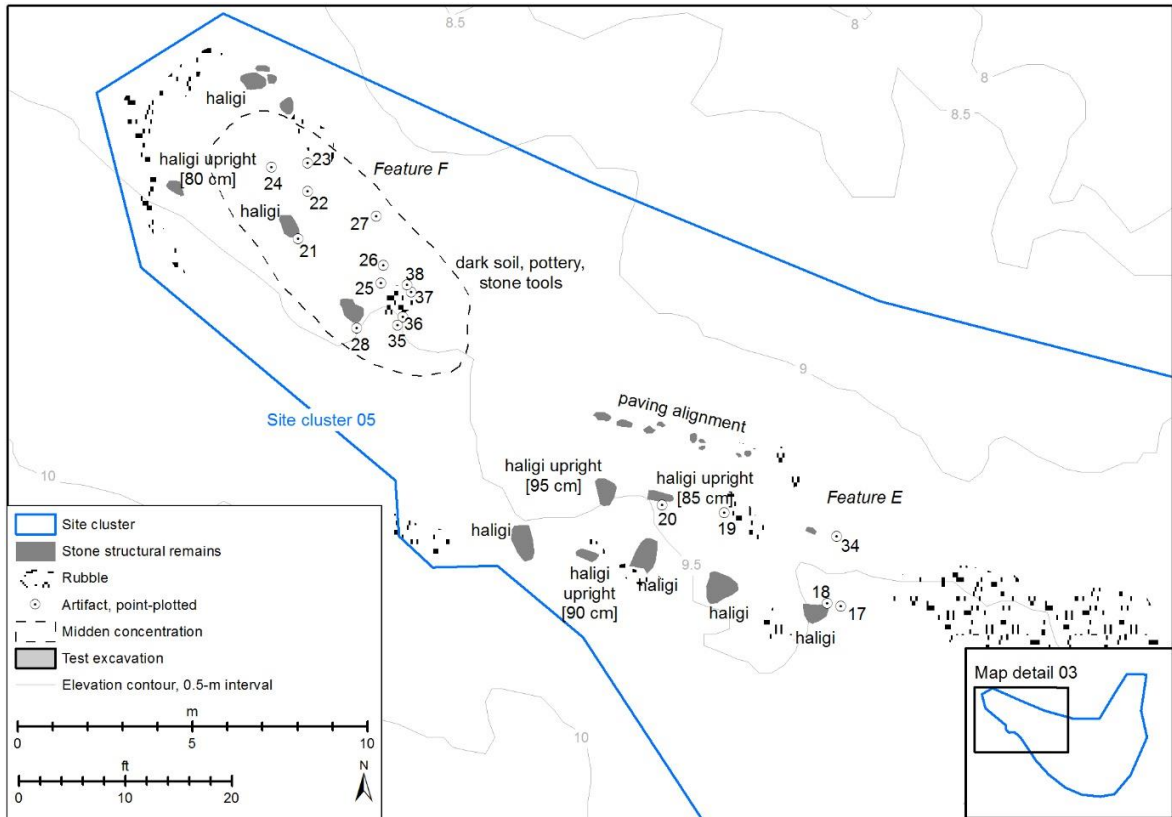 8.5
8
8
8.5
haligi
haligi upright
[80 cm]
23
24
Feature F
22
27
haligi
21
26
25
38
37
dark soil, pottery,
stone tools
36
35
28
9
Site cluster 05
paving alignment
10
haligi upright
[95 cm]
haligi upright
[85 cm]
20
19
Feature E
34
haligi
haligi
upright
[90 cm]
haligi
9.5
haligi
18
17
haligi
10
Site cluster
Stone structural remains
Rubble
Artifact, point-plotted
Midden concentration
Test excavation
Elevation contour, 0.5-m interval
m
0 5 10
ft
0 10 20
N
Map detail 03